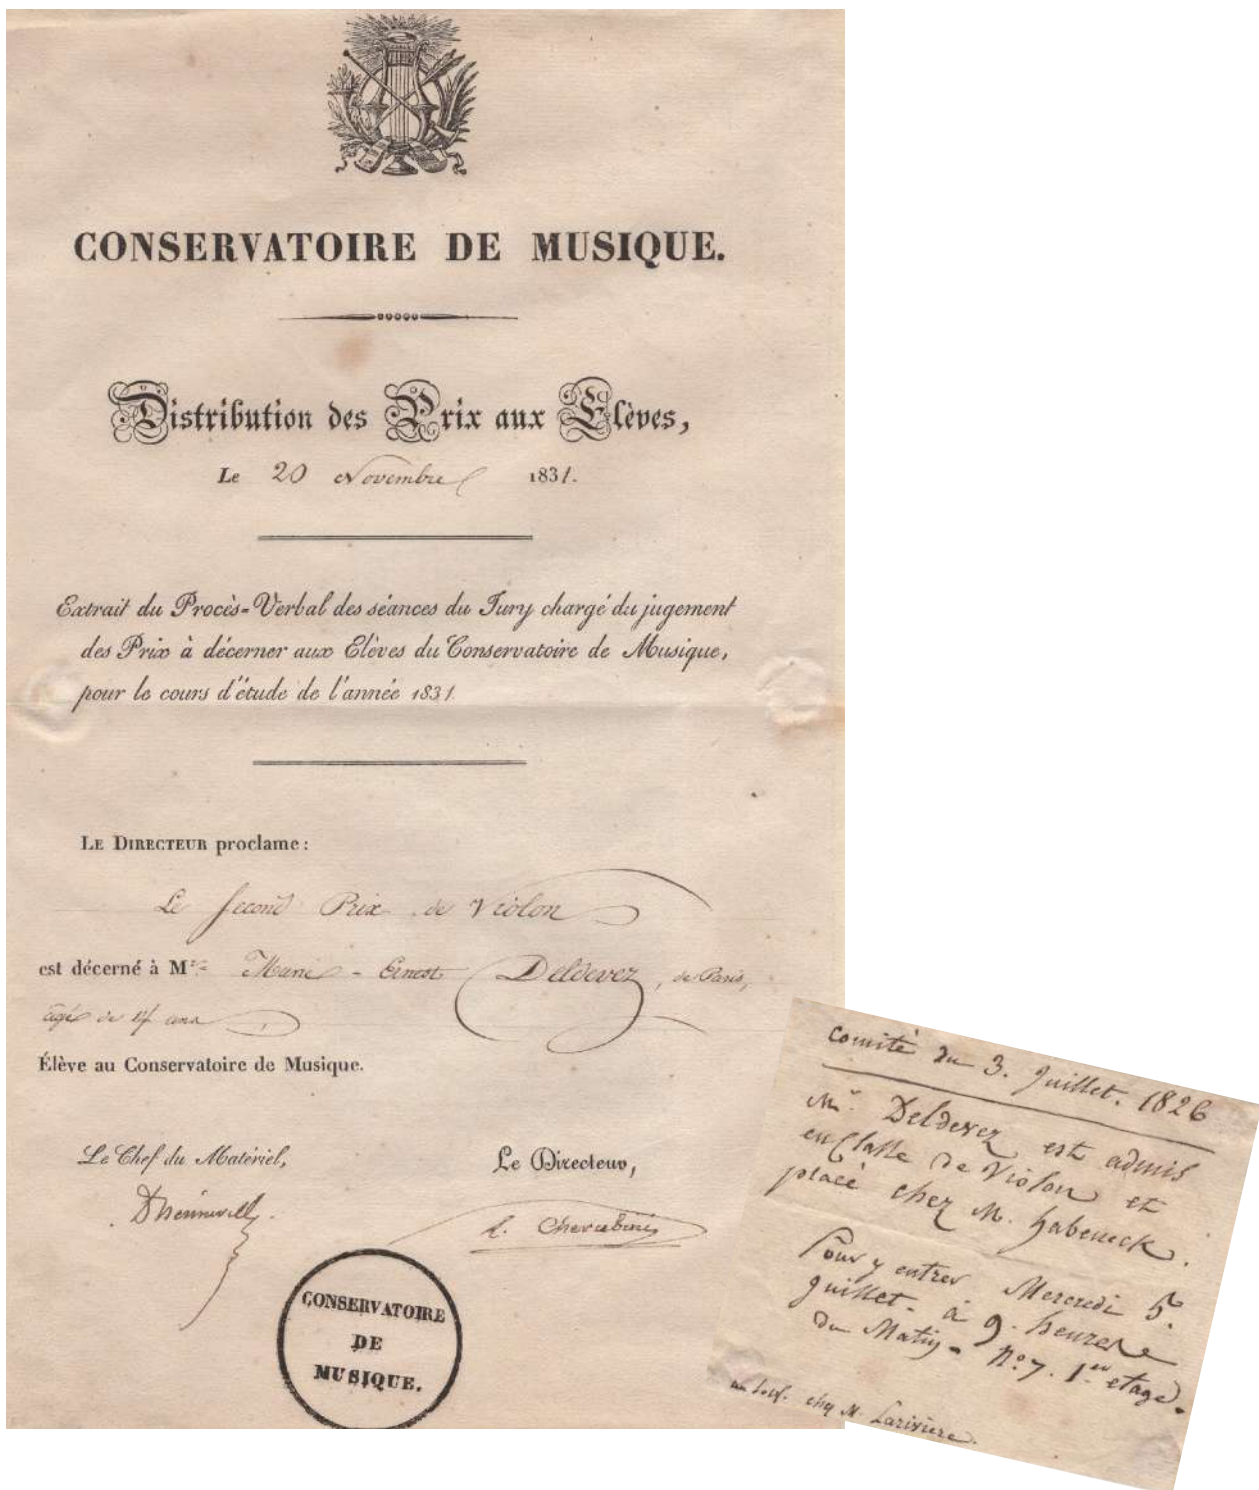 CONSERVATOIRE DE MUSIQUE.
Distribution des Prix aux Elèves,
Le 20 Novembre 1831.
Extrait du Procès-Verbal des séances du Jury chargé du jugement
des Prix à décerner aux Elèves du Conservatoire de Musique,
pour le cours d'étude de l'année 1831.
LE DIRECTEUR proclame :
Le Second Prix de Violon
est décerné à Mr. Marie-Ernest Deldevez, de Paris,
âgé de 14 ans
Élève au Conservatoire de Musique.
Le Chef du Matériel,
Le Directeur,
L. Cherubini
CONSERVATOIRE
DE
MUSIQUE.
Comité du 3. Juillet. 1826
Mr. Deldevez est admis
en Classe de Violon et
placé chez M. habeneck.
Pour y entrer Mercredi 5.
Juillet. à 9. heures
du Matin. No. 7. 1er etage.
chez M. Larivière.